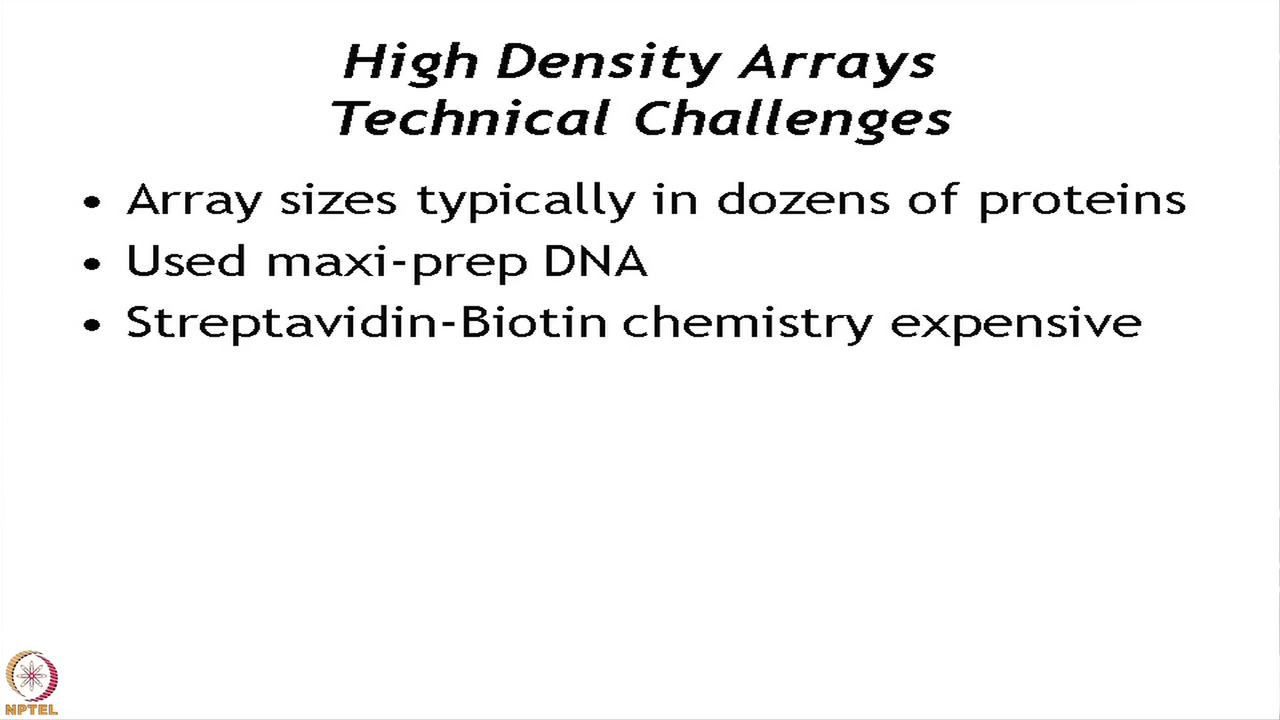 High Density Arrays
Technical Challenges
• Array sizes typically in dozens of proteins
• Used maxi-prep DNA
• Streptavidin-Biotin chemistry expensive
NPTEL